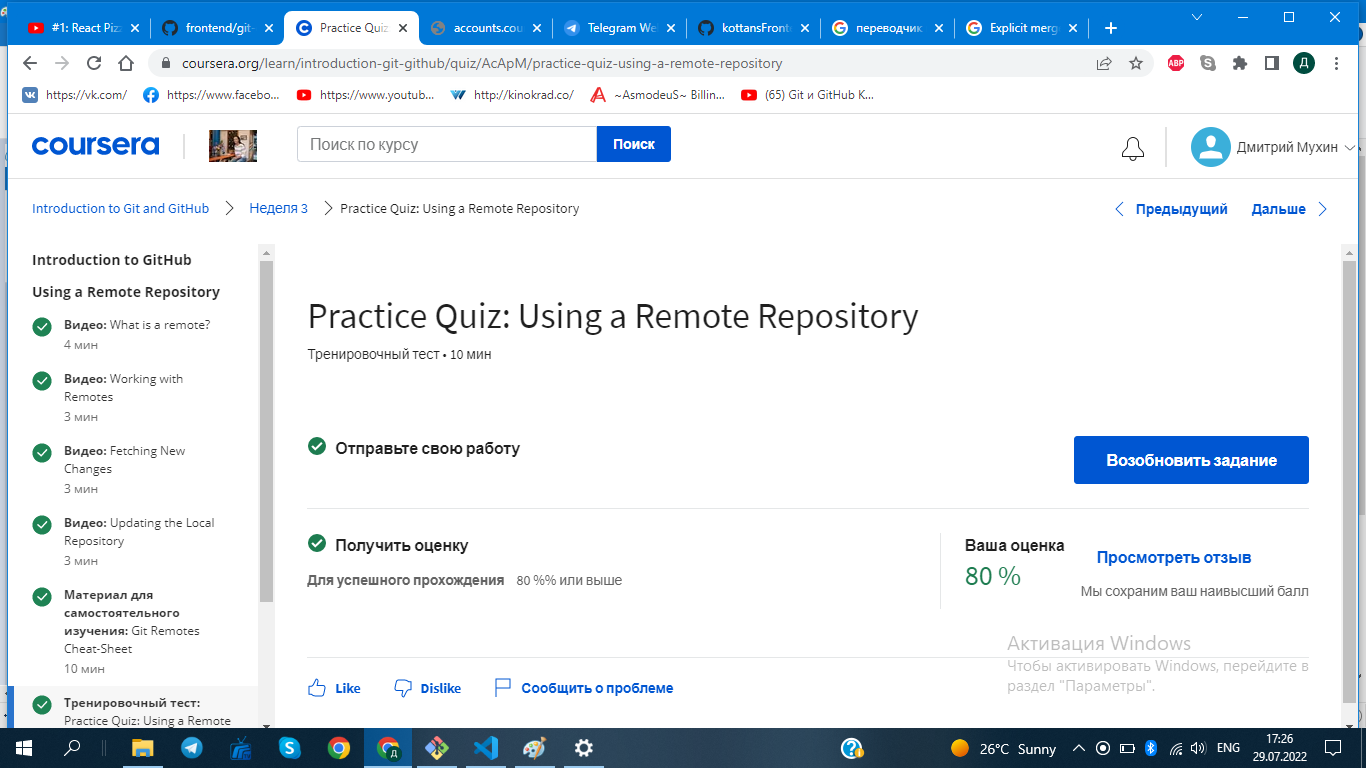 #1: React Pizz
frontend/git-
Practice Quiz
accounts.cou
Telegram We
kottansFront
переводчик
Explicit merg
coursera.org/learn/introduction-git-github/quiz/AcApM/practice-quiz-using-a-remote-repository
ABP
Д
https://vk.com/
https://www.facebo...
https://www.youtub...
http://kinokrad.co/
~AsmodeuS~ Billin...
(65) Git и GitHub К...
coursera
Поиск по курсу
Поиск
Дмитрий Мухин
Introduction to Git and GitHub
Неделя 3
Practice Quiz: Using a Remote Repository
Предыдущий
Дальше
Introduction to GitHub
Using a Remote Repository
Видео: What is a remote?
4 мин
Видео: Working with
Remotes
3 мин
Видео: Fetching New
Changes
3 мин
Видео: Updating the Local
Repository
3 мин
Материал для
самостоятельного
изучения: Git Remotes
Cheat-Sheet
10 мин
Тренировочный тест:
Practice Quiz: Using a Remote
Practice Quiz: Using a Remote Repository
Тренировочный тест • 10 мин
Отправьте свою работу
Возобновить задание
Получить оценку
Для успешного прохождения 80 %% или выше
Ваша оценка
80 %
Просмотреть отзыв
Мы сохраним ваш наивысший балл
Активация Windows
Чтобы активировать Windows, перейдите в
раздел "Параметры".
Like
Dislike
Сообщить о проблеме
26°C Sunny
ENG
17:26
29.07.2022